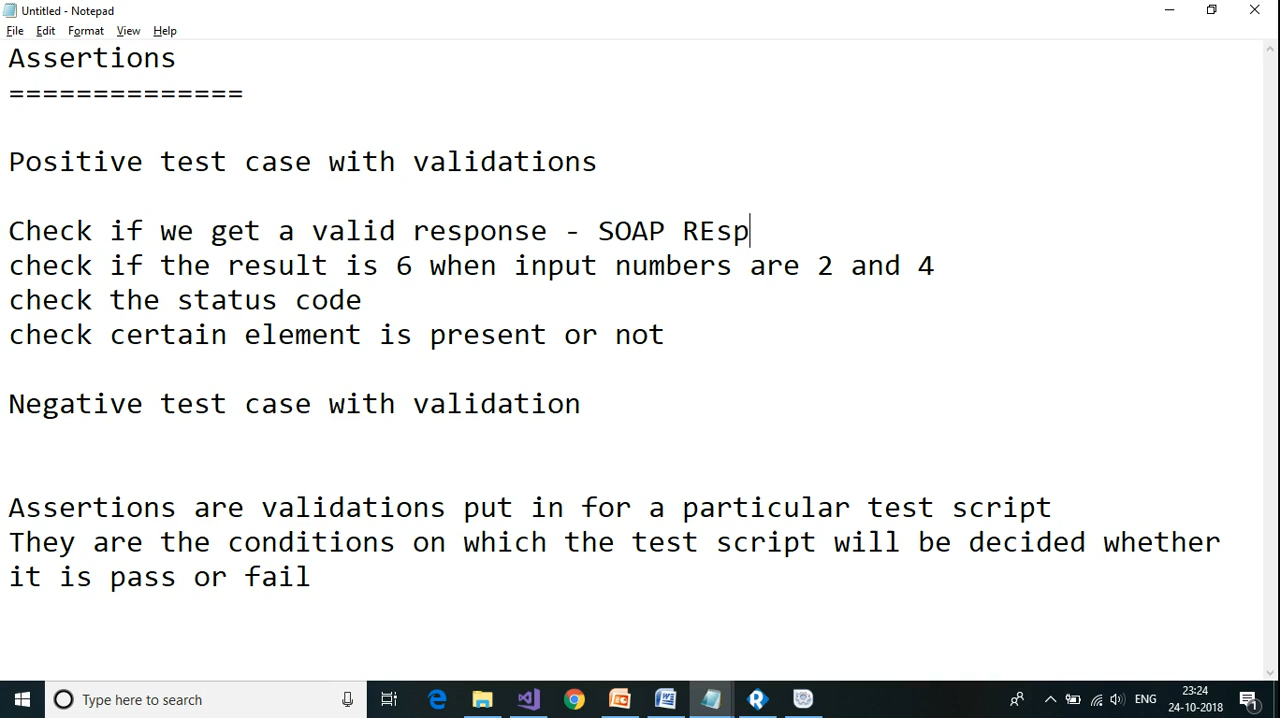 Untitled - Notepad
File Edit Format View Help
Assertions
==============
Positive test case with validations
Check if we get a valid response - SOAP REsp
check if the result is 6 when input numbers are 2 and 4
check the status code
check certain element is present or not
Negative test case with validation
Assertions are validations put in for a particular test script
They are the conditions on which the test script will be decided whether
it is pass or fail
Type here to search
ENG
23:24
24-10-2018
1